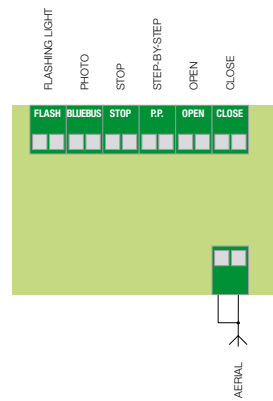 FLASHING LIGHT
PHOTO
STOP
STEP-BY-STEP
OPEN
CLOSE
FLASH
BLUEBUS
STOP
P.P.
OPEN
CLOSE
AERIAL